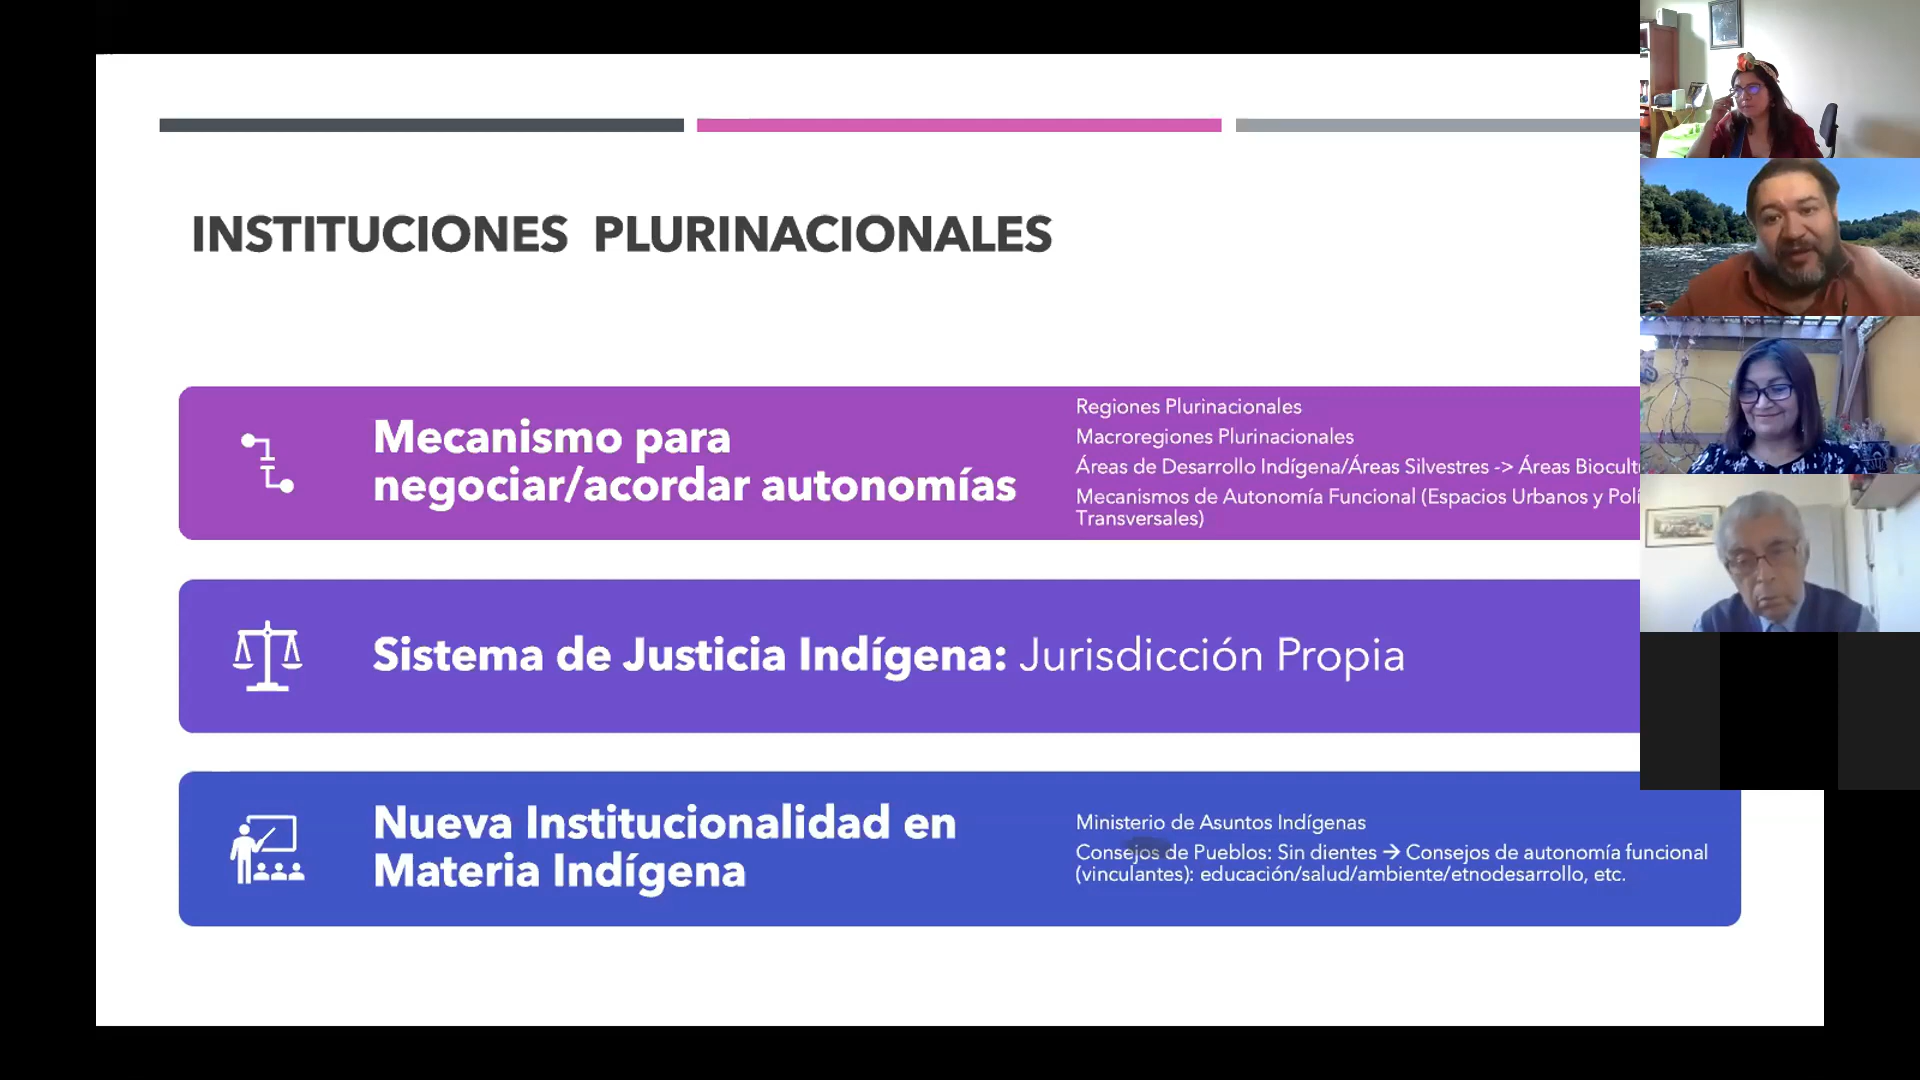 INSTITUCIONES PLURINACIONALES
Mecanismo para
negociar/acordar autonomías
Regiones Plurinacionales
Macroregiones Plurinacionales
Áreas de Desarrollo Indígena/Áreas Silvestres -> Áreas
Mecanismos de Autonomía Funcional (Espacios Urbanos y
Transversales)
Sistema de Justicia Indígena: Jurisdicción Propia
Nueva Institucionalidad en
Materia Indígena
Ministerio de Asuntos Indígenas
Consejos de Pueblos: Sin dientes → Consejos de autonomía funcional
(vinculantes): educación/salud/ambiente/etnodesarrollo, etc.